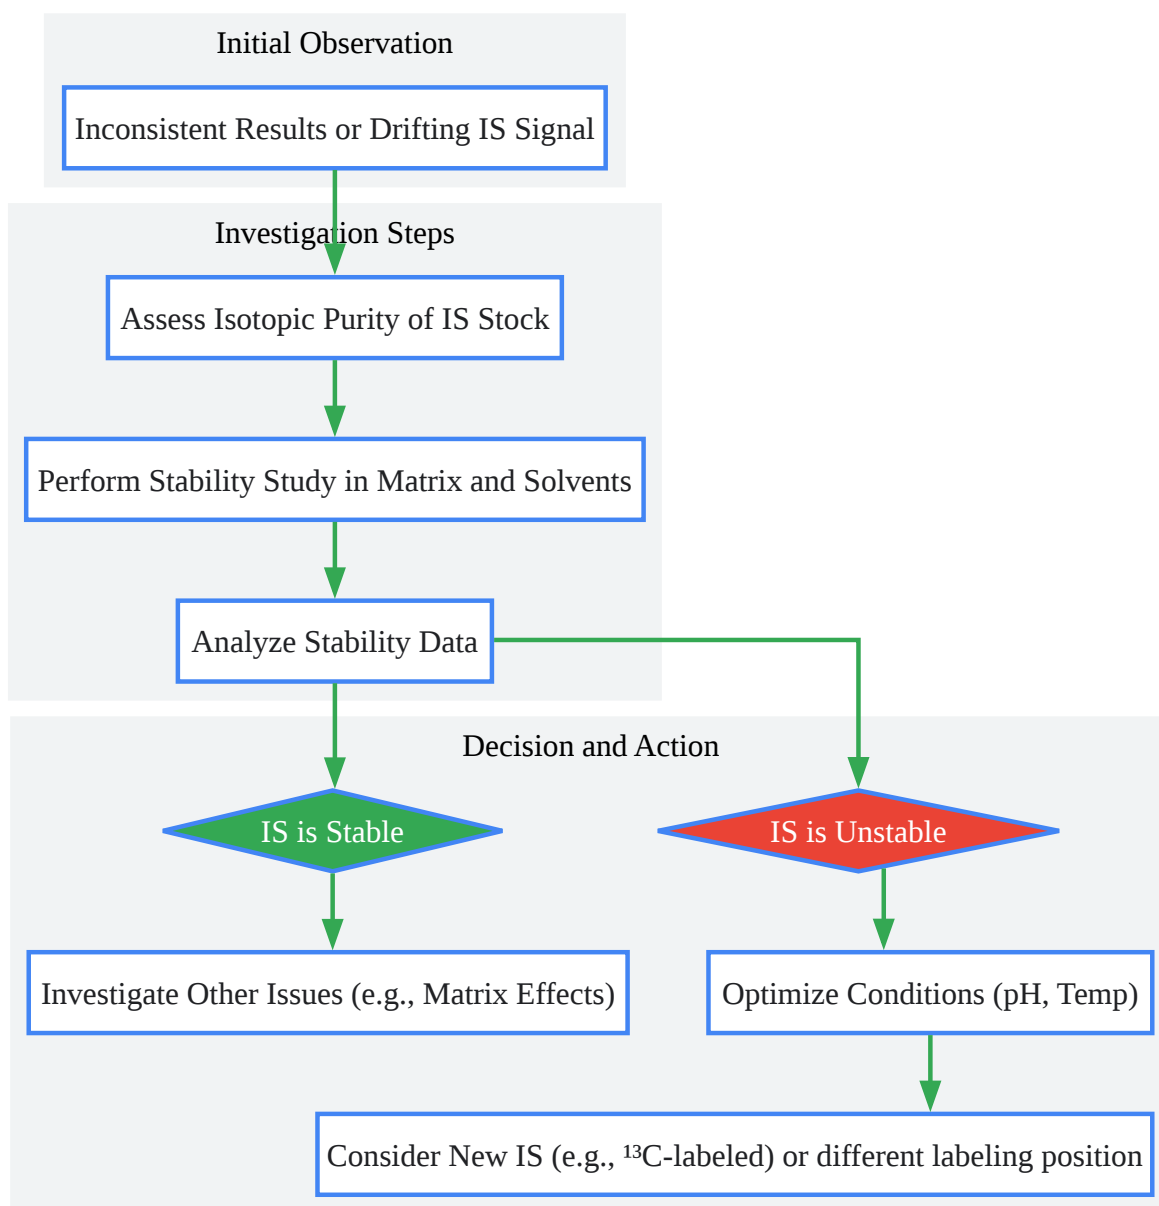 Initial Observation
Inconsistent Results or Drifting IS Signal
Investigation Steps
Assess Isotopic Purity of IS Stock
Perform Stability Study in Matrix and Solvents
Analyze Stability Data
Decision and Action
IS is Stable
IS is Unstable
Investigate Other Issues (e.g., Matrix Effects)
Optimize Conditions (pH, Temp)
Consider New IS (e.g., ¹³C-labeled) or different labeling position